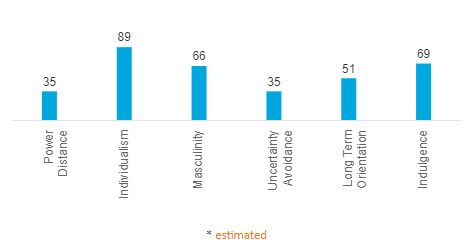 35
89
66
35
51
69
Power
Distance
Individualism
Masculinity
Uncertainty
Avoidance
Long Term
Orientation
Indulgence
* estimated